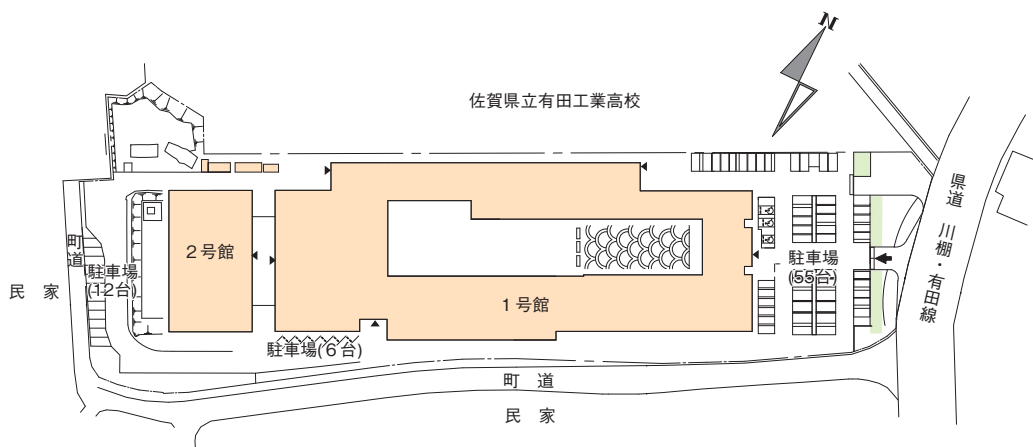 N
佐賀県立有田工業高校
県道 川棚・有田線
町道
民家
駐車場
(12台)
2号館
1号館
駐車場
(55台)
駐車場(6台)
町道
民家